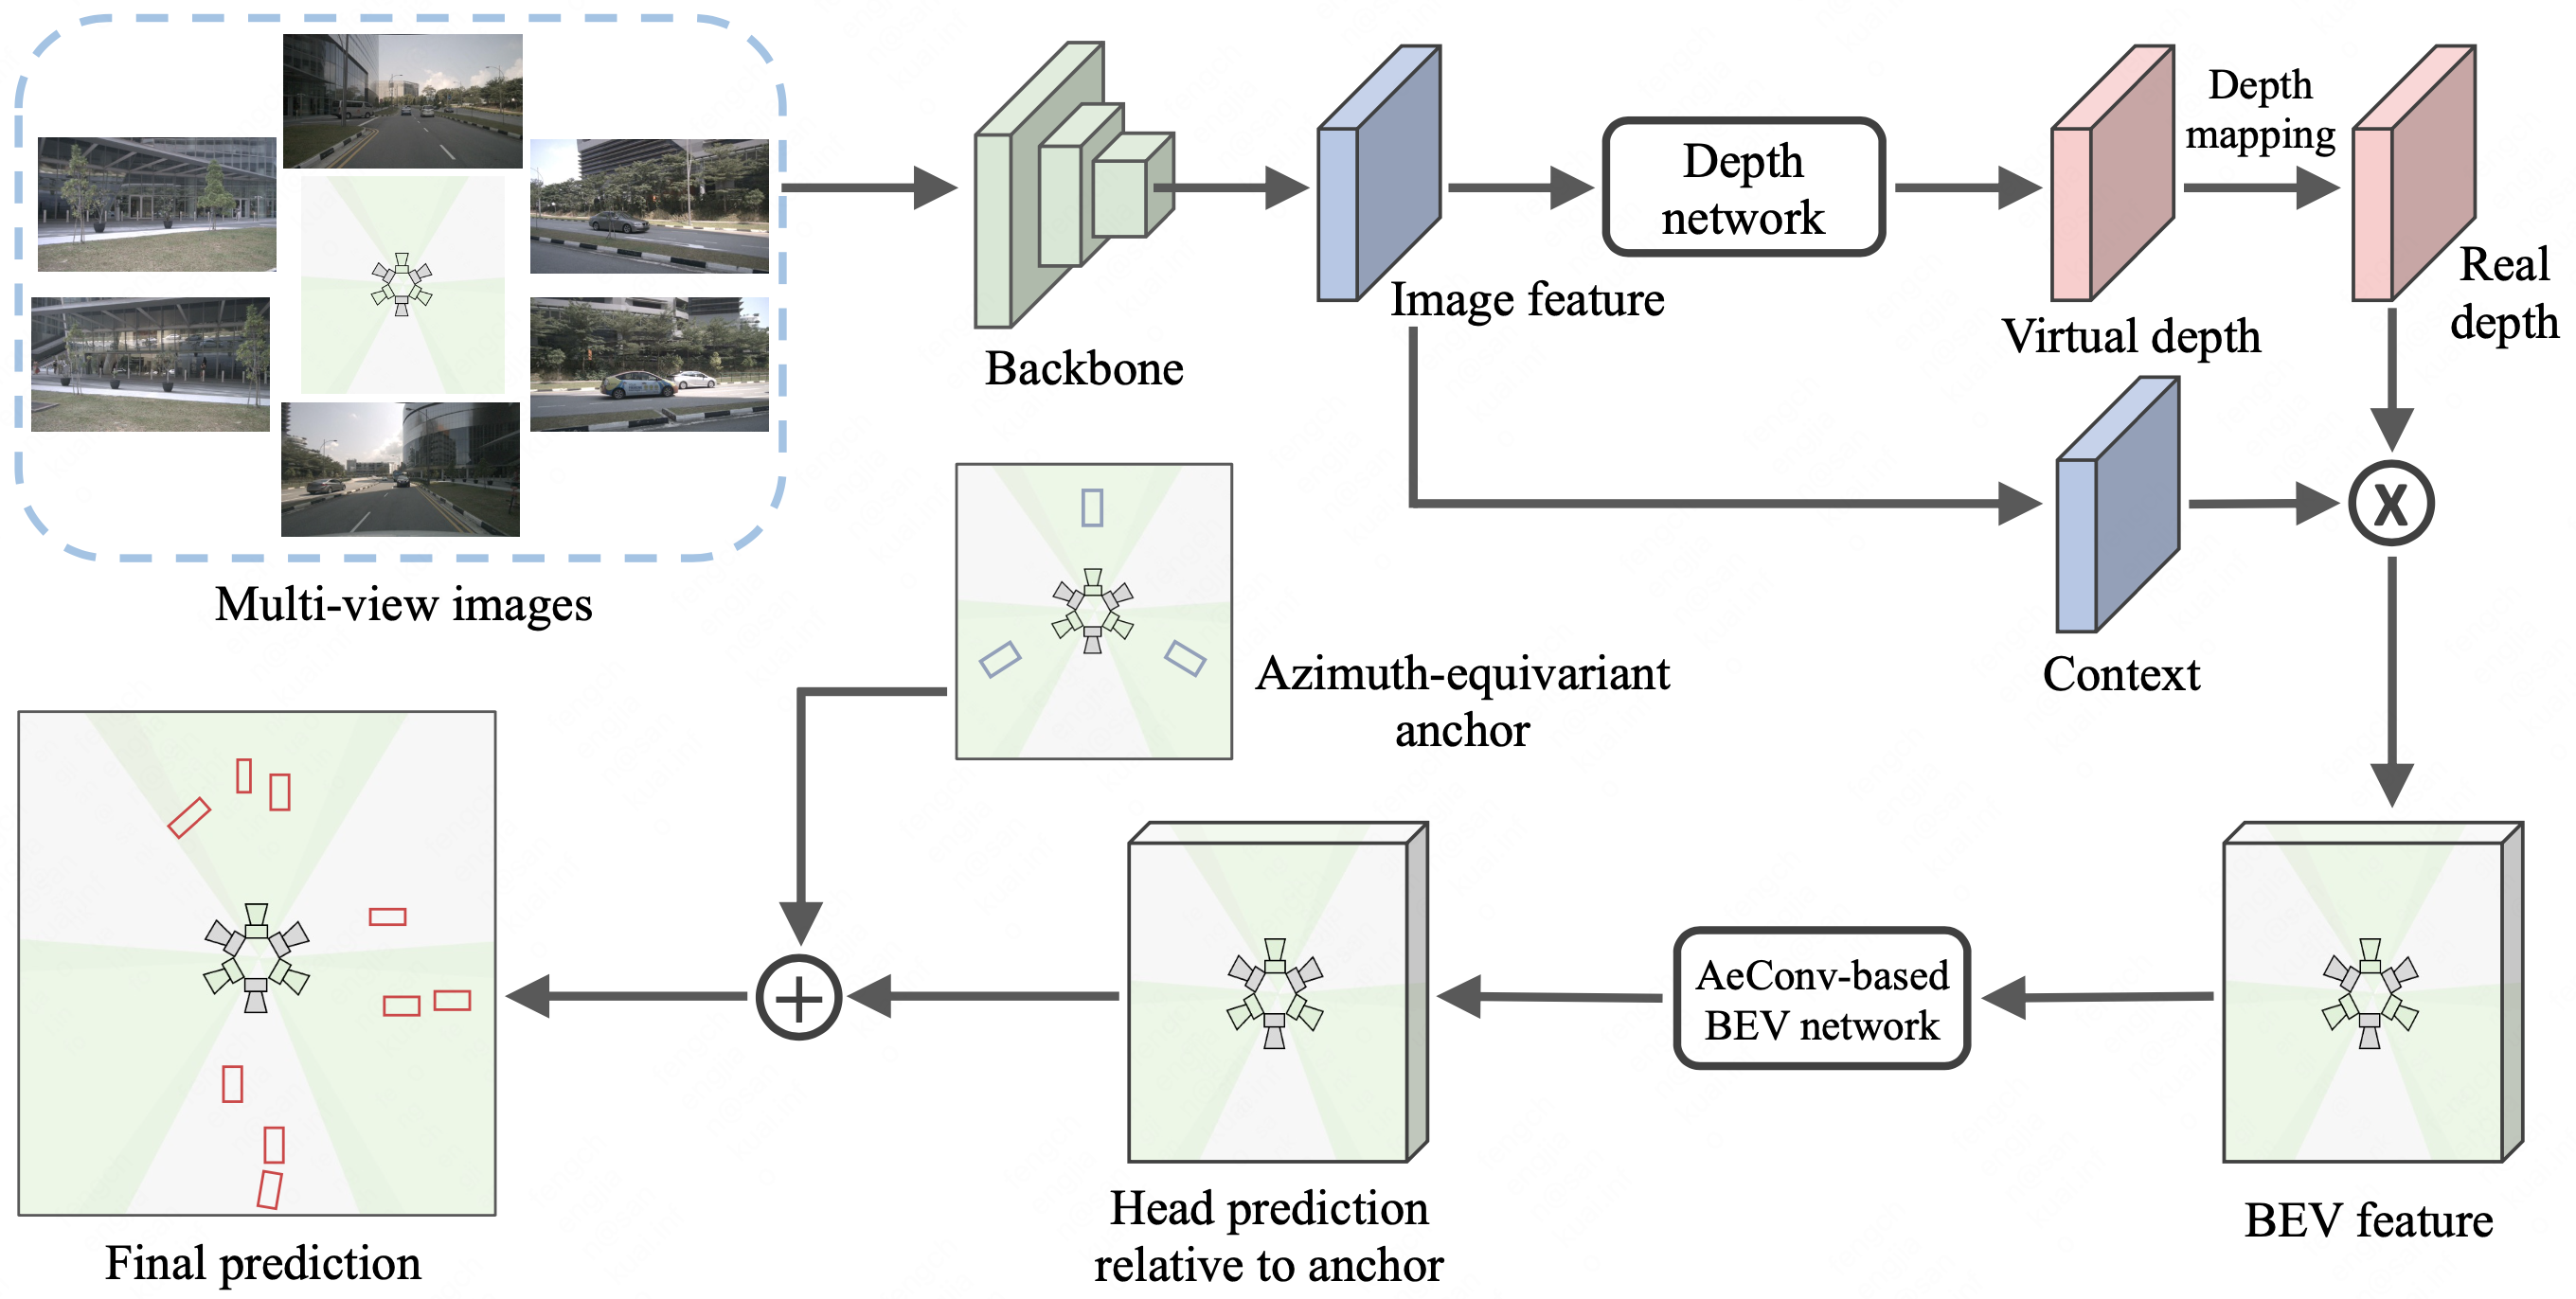 Multi-view images
Backbone
Image feature
Depth
network
Virtual depth
Depth
mapping
Real
depth
Context
X
Azimuth-equivariant
anchor
BEV feature
AeConv-based
BEV network
Head prediction
relative to anchor
+
Final prediction